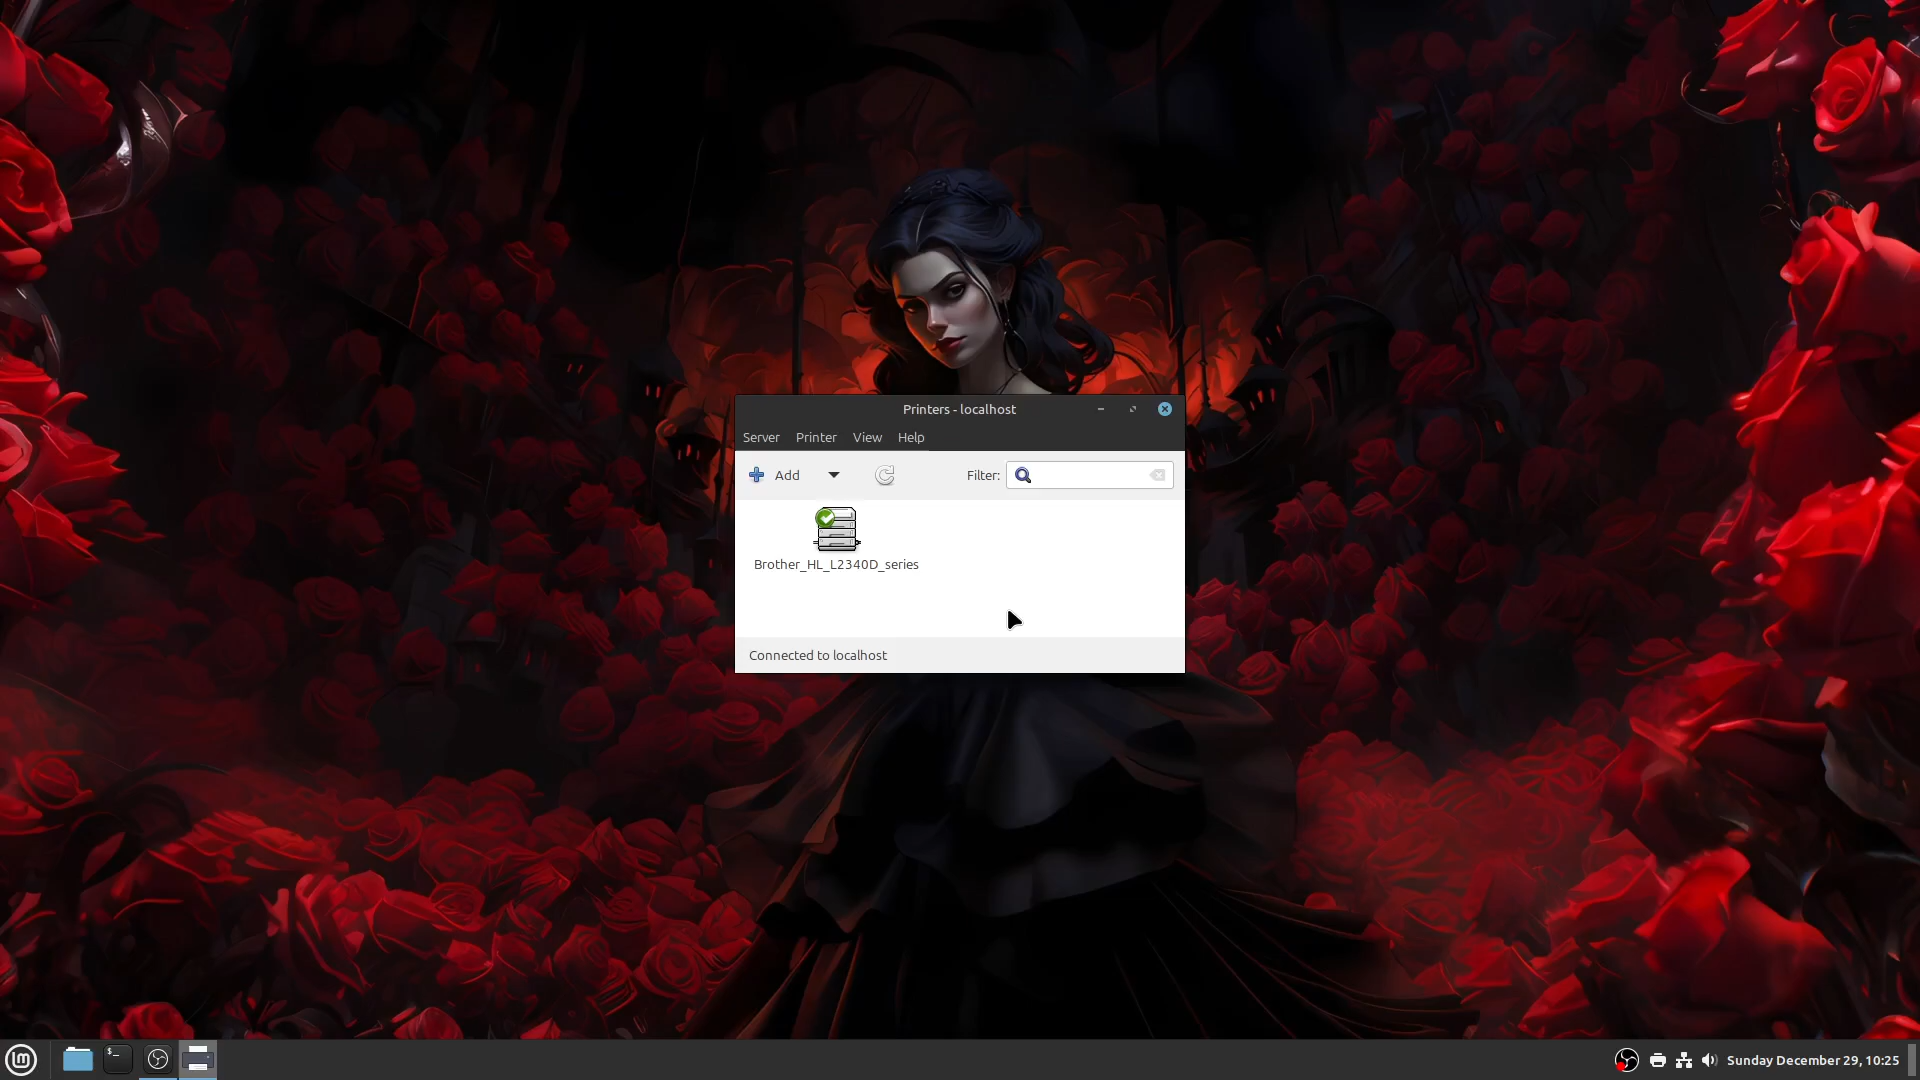 Printers - localhost
Server Printer View Help
Add Filter:
Brother_HL_L2340D_series
Connected to localhost
$_ Sunday December 29, 10:25